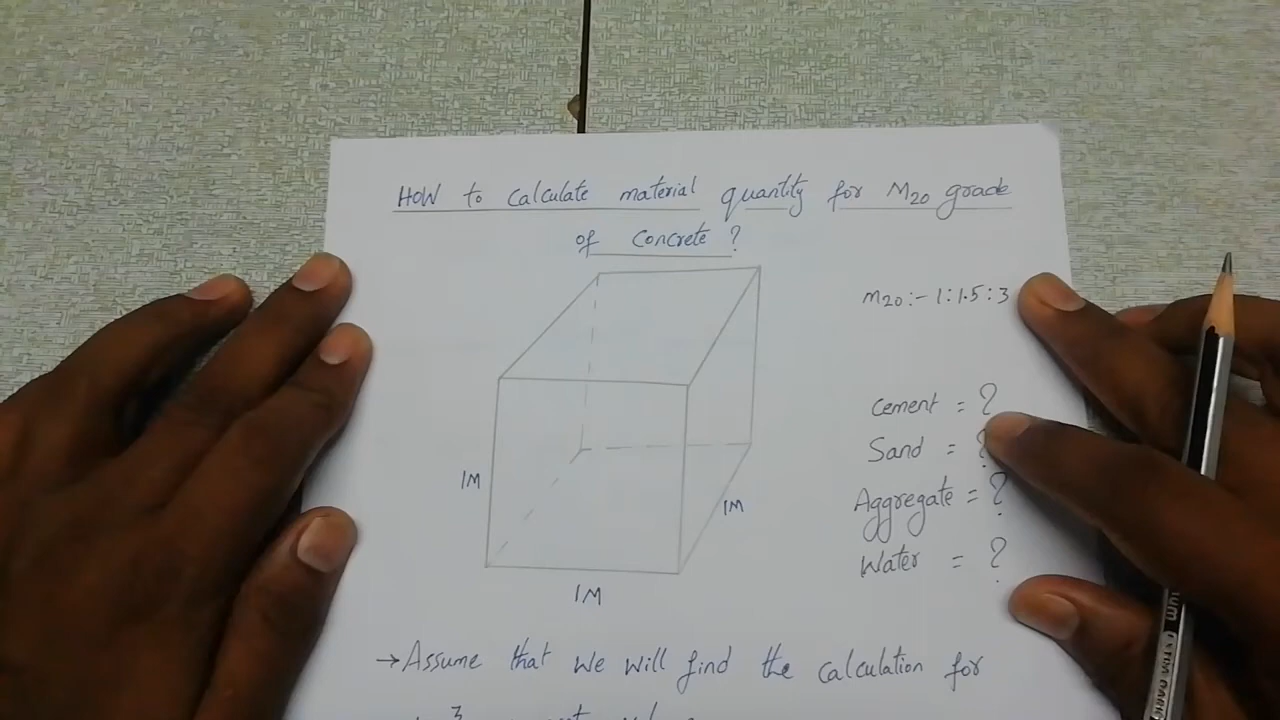 HOW to calculate material quantity for M20 grade
of concrete ?
M20 :- 1 : 1.5 : 3
Cement = ?
Sand = ?
Aggregate = ?
Water = ?
1M
1M
1M
→ Assume that we will find the calculation for